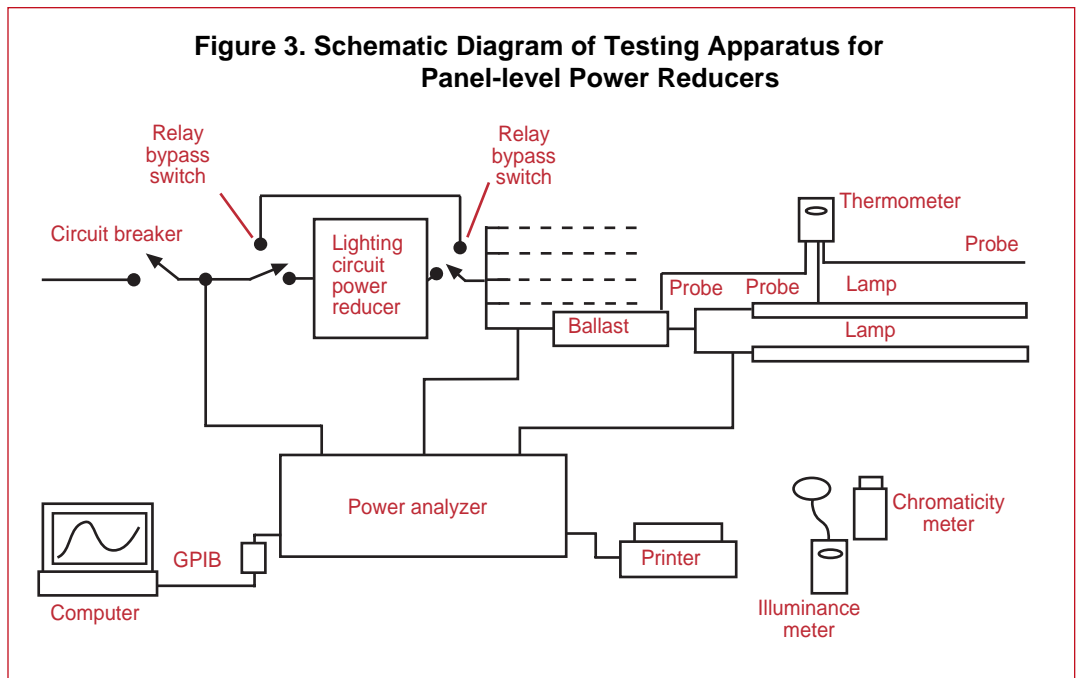 Figure 3. Schematic Diagram of Testing Apparatus for
Panel-level Power Reducers
Relay
bypass
switch
Relay
bypass
switch
Circuit breaker
Lighting
circuit
power
reducer
Thermometer
Probe
Probe
Probe
Lamp
Ballast
Lamp
Power analyzer
GPIB
Computer
Printer
Chromaticity
meter
Illuminance
meter